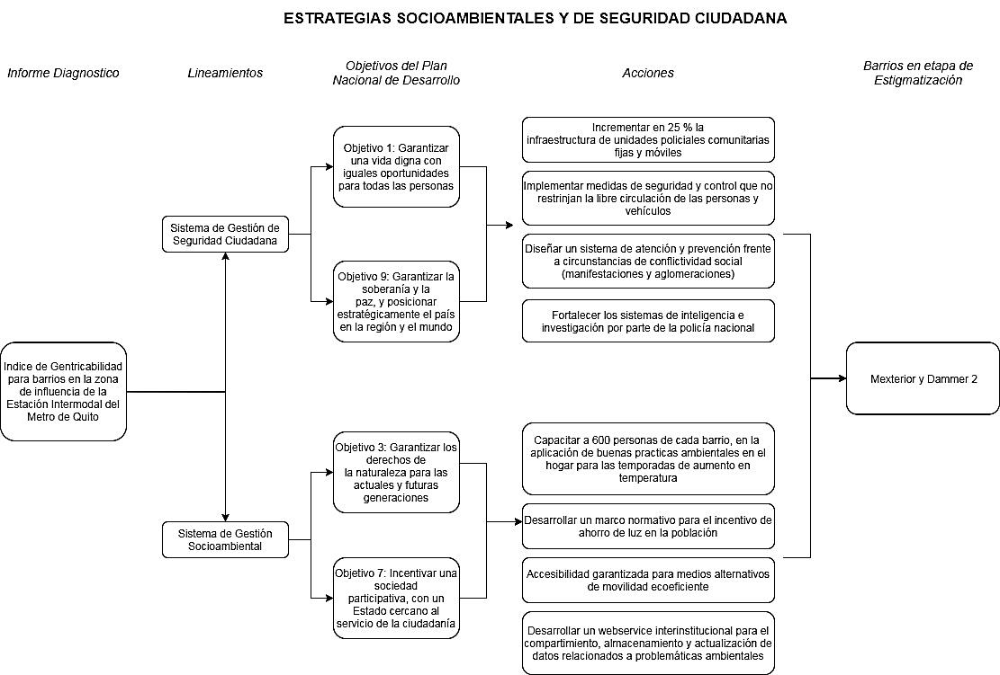 ESTRATEGIAS SOCIOAMBIENTALES Y DE SEGURIDAD CIUDADANA
Informe Diagnostico
Lineamientos
Objetivos del Plan
Nacional de Desarrollo
Acciones
Barrios en etapa de
Estigmatización
Indice de Gentricabilidad
para barrios en la zona
de influencia de la
Estación Intermodal del
Metro de Quito
Sistema de Gestión de
Seguridad Ciudadana
Objetivo 1: Garantizar
una vida digna con
iguales oportunidades
para todas las personas
Objetivo 9: Garantizar la
soberanía y la
paz, y posicionar
estratégicamente el país
en la región y el mundo
Incrementar en 25 % la
infraestructura de unidades policiales comunitarias
fijas y móviles
Implementar medidas de seguridad y control que no
restrinjan la libre circulación de las personas y
vehículos
Diseñar un sistema de atención y prevención frente
a circunstancias de conflictividad social
(manifestaciones y aglomeraciones)
Fortalecer los sistemas de inteligencia e
investigación por parte de la policía nacional
Sistema de Gestión
Socioambiental
Objetivo 3: Garantizar los
derechos de
la naturaleza para las
actuales y futuras
generaciones
Objetivo 7: Incentivar una
sociedad
participativa, con un
Estado cercano al
servicio de la ciudadanía
Capacitar a 600 personas de cada barrio, en la
aplicación de buenas practicas ambientales en el
hogar para las temporadas de aumento en
temperatura
Desarrollar un marco normativo para el incentivo de
ahorro de luz en la población
Accesibilidad garantizada para medios alternativos
de movilidad ecoeficiente
Desarrollar un webservice interinstitucional para el
compartimiento, almacenamiento y actualización de
datos relacionados a problemáticas ambientales
Mexterior y Dammer 2